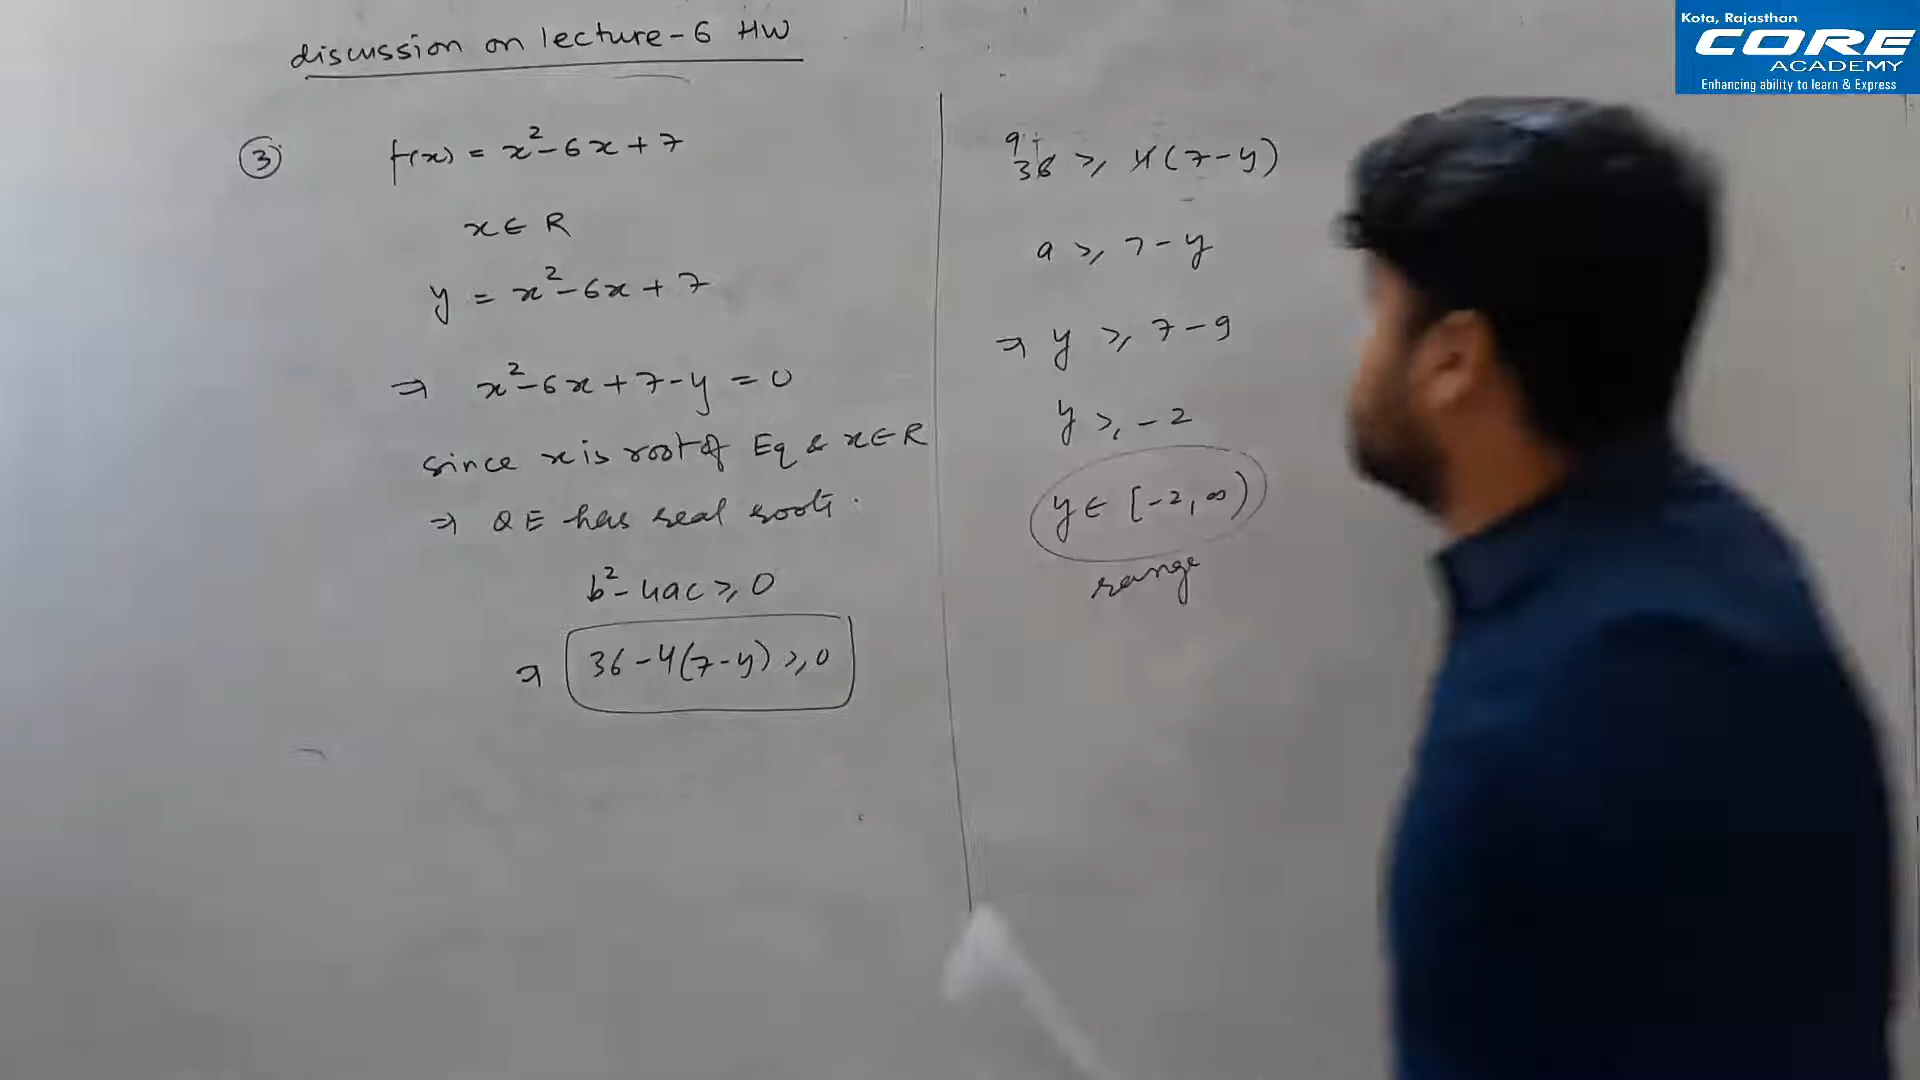 discussion on lecture-6 HW
③ f(x) = x²-6x+7
x∈R
y = x²-6x+7
⇒ x²-6x+7-y = 0
since x is root of Eq & x∈R
⇒ QE has real roots.
b²-4ac ≥ 0
⇒ 36-4(7-y) ≥ 0
9
36 ≥ 4(7-y)
9 ≥ 7-y
⇒ y ≥ 7-9
y ≥ -2
y∈ [-2, ∞)
range
Kota, Rajasthan
CORE
ACADEMY
Enhancing ability to learn & Express